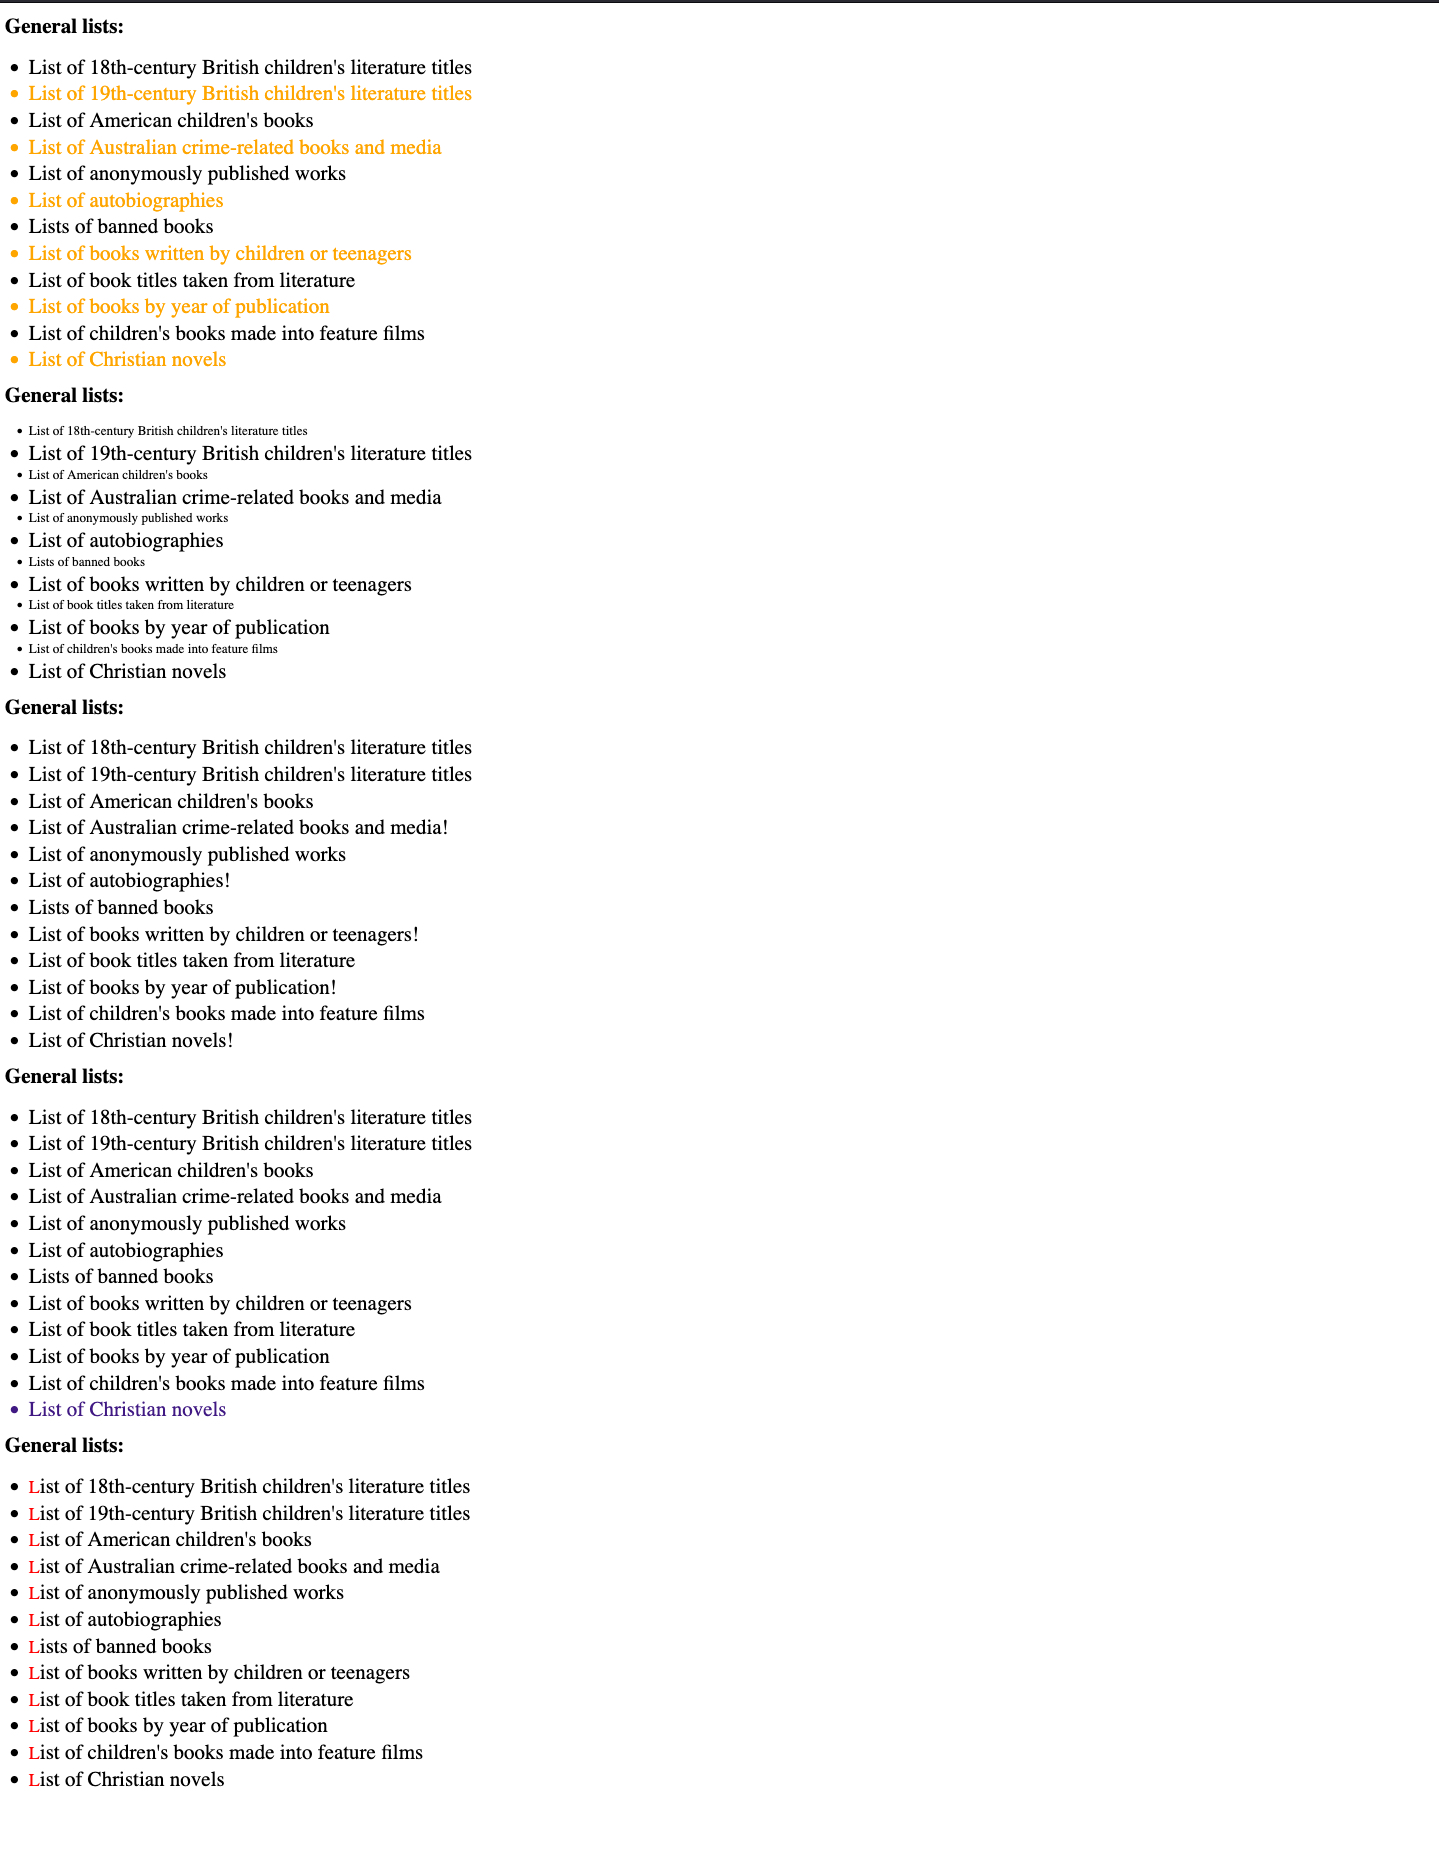 General lists:
List of 18th-century British children's literature titles
List of 19th-century British children's literature titles
List of American children's books
List of Australian crime-related books and media
List of anonymously published works
List of autobiographies
Lists of banned books
List of books written by children or teenagers
List of book titles taken from literature
List of books by year of publication
List of children's books made into feature films
List of Christian novels
General lists:
List of 18th-century British children's literature titles
List of 19th-century British children's literature titles
List of American children's books
List of Australian crime-related books and media
List of anonymously published works
List of autobiographies
Lists of banned books
List of books written by children or teenagers
List of book titles taken from literature
List of books by year of publication
List of children's books made into feature films
List of Christian novels
General lists:
List of 18th-century British children's literature titles
List of 19th-century British children's literature titles
List of American children's books
List of Australian crime-related books and media!
List of anonymously published works
List of autobiographies!
Lists of banned books
List of books written by children or teenagers!
List of book titles taken from literature
List of books by year of publication!
List of children's books made into feature films
List of Christian novels!
General lists:
List of 18th-century British children's literature titles
List of 19th-century British children's literature titles
List of American children's books
List of Australian crime-related books and media
List of anonymously published works
List of autobiographies
Lists of banned books
List of books written by children or teenagers
List of book titles taken from literature
List of books by year of publication
List of children's books made into feature films
List of Christian novels
General lists:
List of 18th-century British children's literature titles
List of 19th-century British children's literature titles
List of American children's books
List of Australian crime-related books and media
List of anonymously published works
List of autobiographies
Lists of banned books
List of books written by children or teenagers
List of book titles taken from literature
List of books by year of publication
List of children's books made into feature films
List of Christian novels